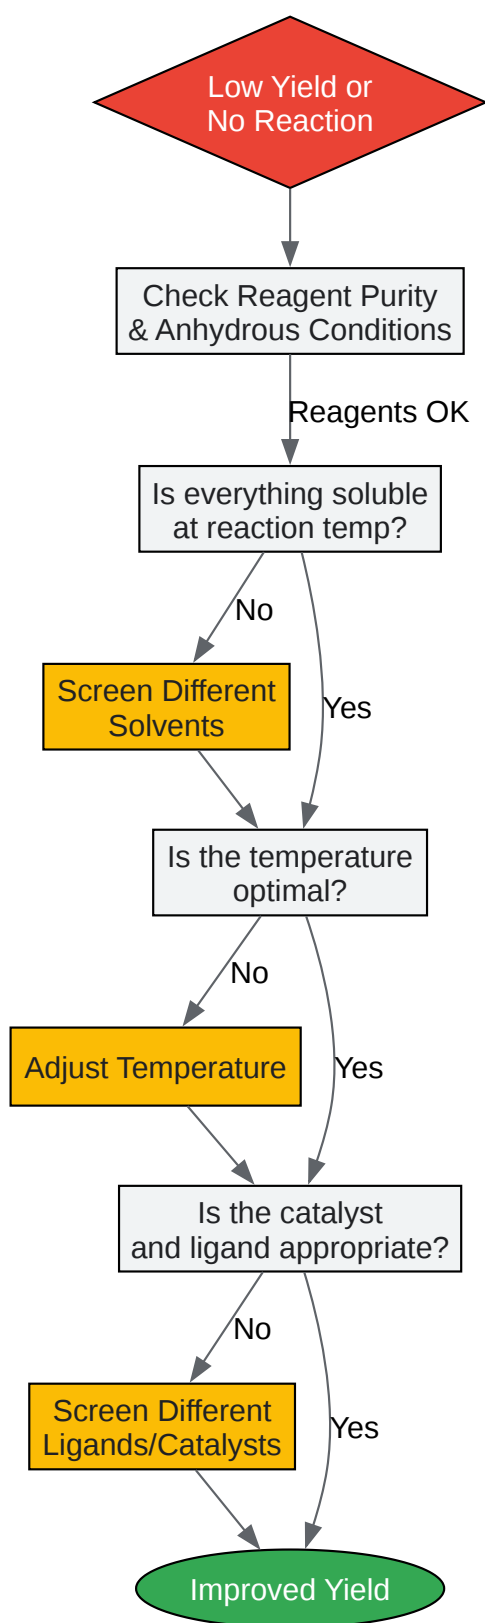 Low Yield or
No Reaction
Check Reagent Purity
& Anhydrous Conditions
Reagents OK
Is everything soluble
at reaction temp?
No
Screen Different
Solvents
Yes
Is the temperature
optimal?
No
Adjust Temperature
Yes
Is the catalyst
and ligand appropriate?
No
Screen Different
Ligands/Catalysts
Yes
Improved Yield